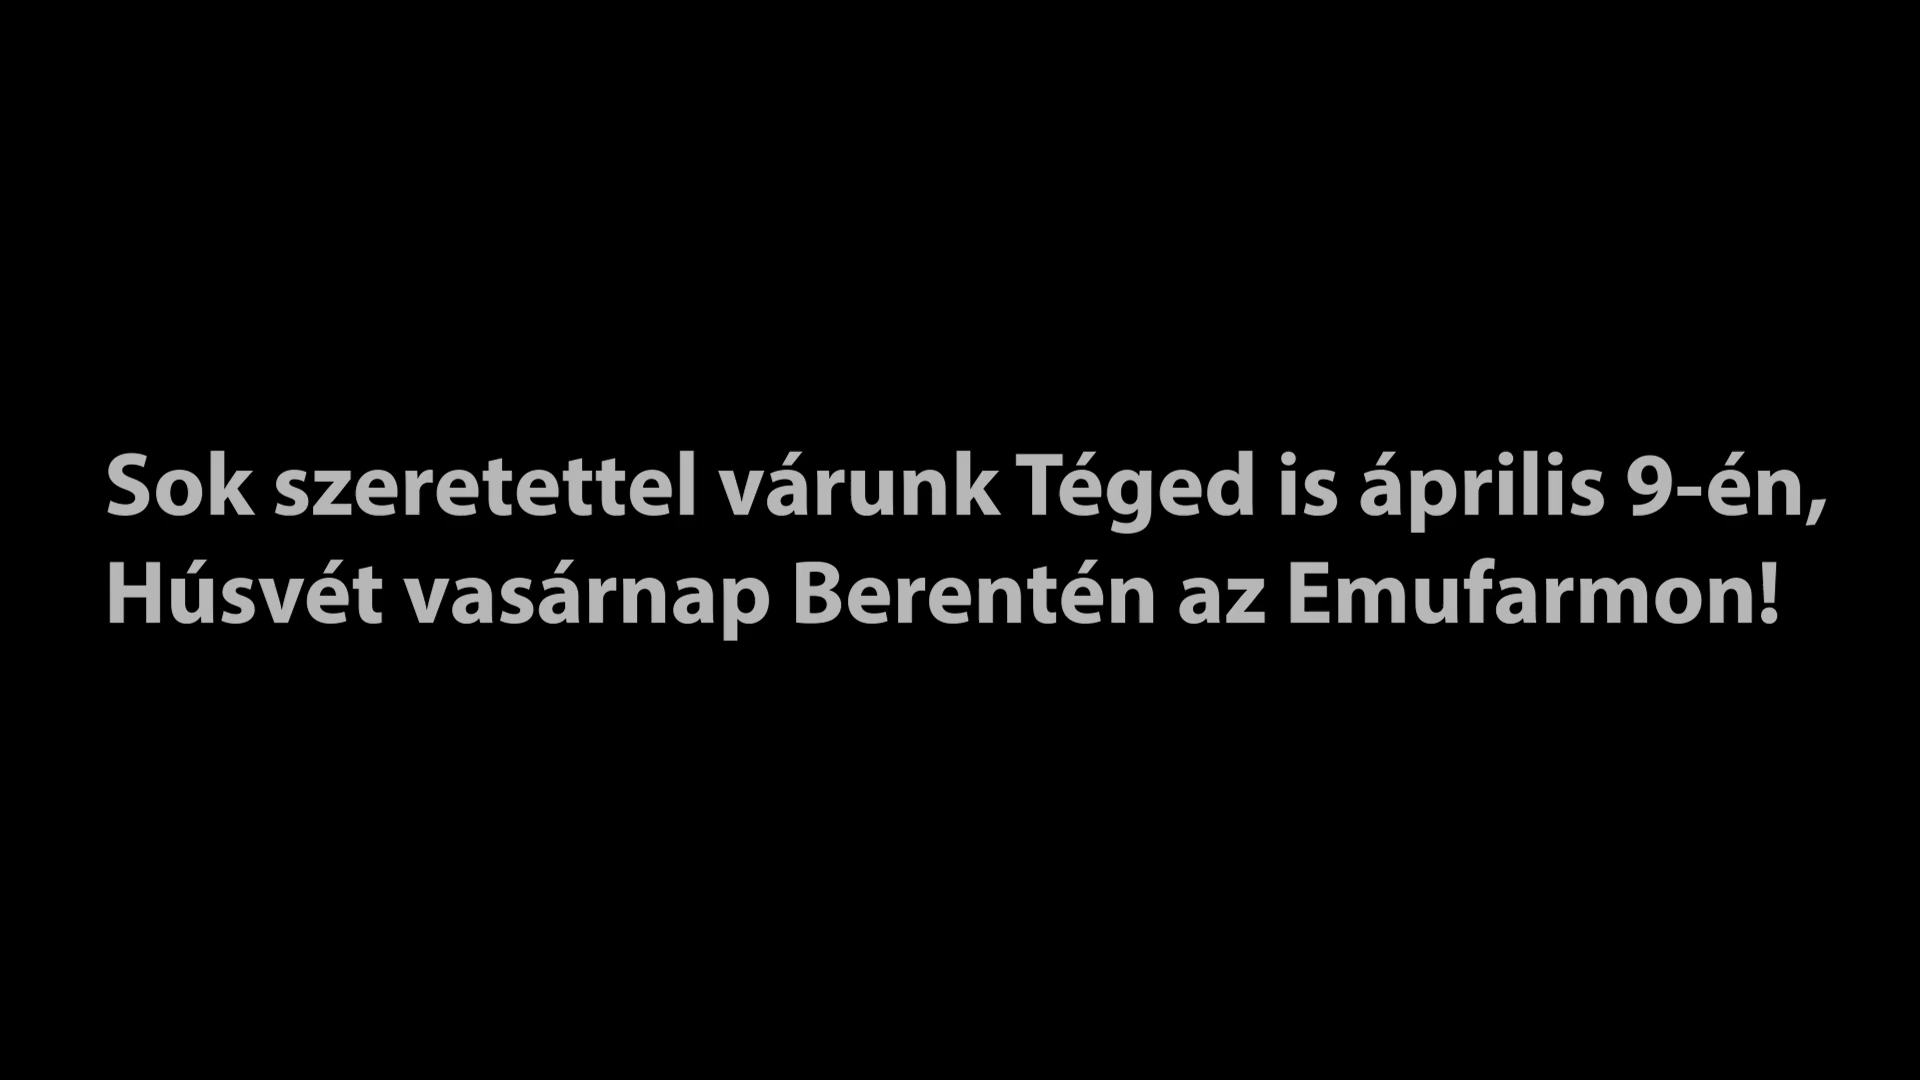 Sok szeretettel várunk Téged is április 9-én,
Húsvét vasárnap Berentén az Emufarmon!